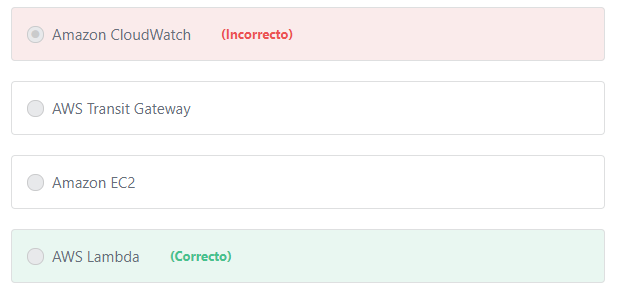 Amazon CloudWatch (Incorrecto)
AWS Transit Gateway
Amazon EC2
AWS Lambda (Correcto)